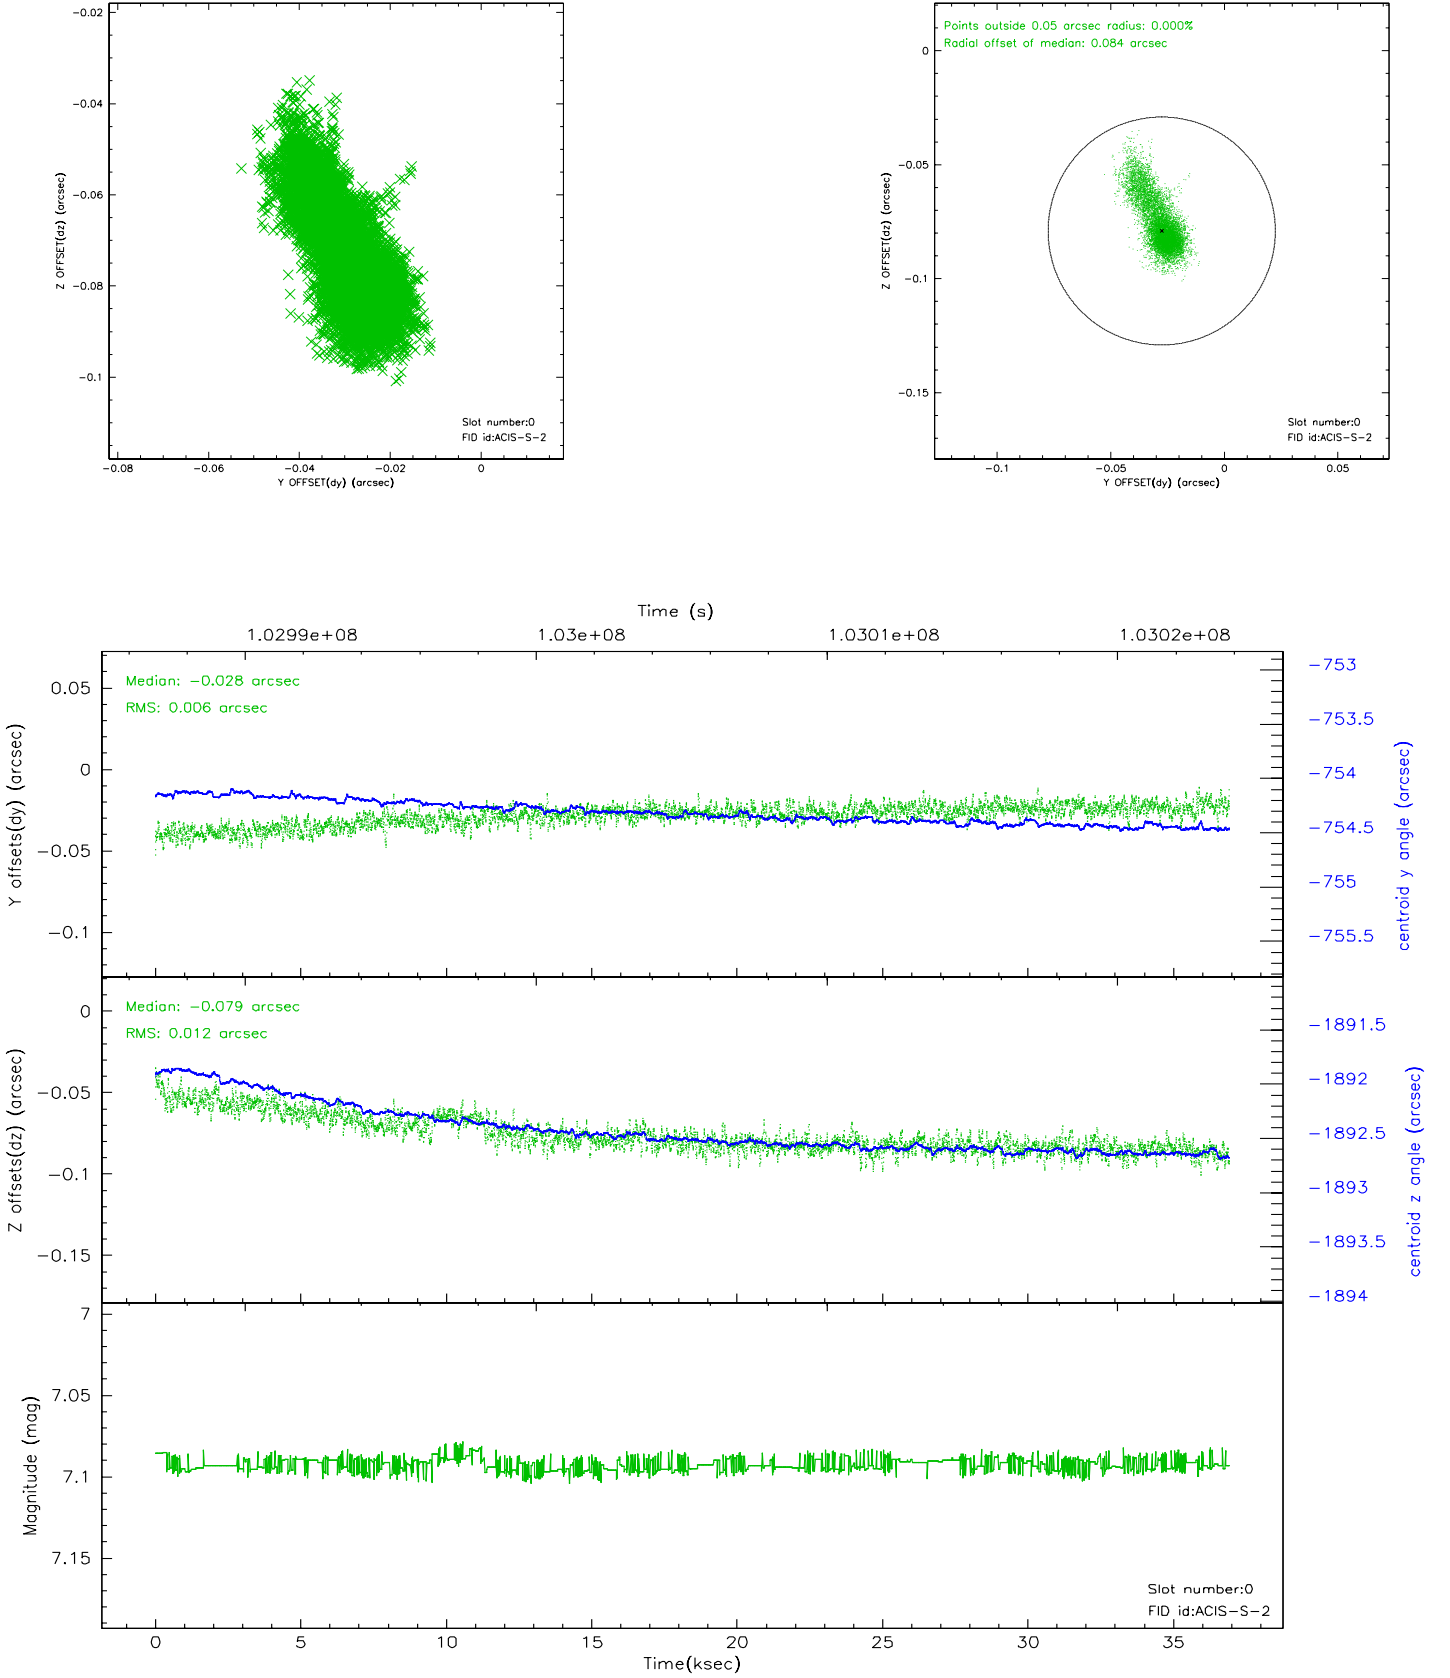 −0.02
−0.04
−0.06
−0.08
−0.1
Z OFFSET(dz) (arcsec)
Slot number:0
FID id:ACIS−S−2
−0.08
−0.06
−0.04
−0.02
0
Y OFFSET(dy) (arcsec)
Points outside 0.05 arcsec radius: 0.000%
Radial offset of median: 0.084 arcsec
0
−0.05
−0.1
−0.15
Z OFFSET(dz) (arcsec)
Slot number:0
FID id:ACIS−S−2
−0.1
−0.05
0
0.05
Y OFFSET(dy) (arcsec)
Time (s)
1.0299e+08
1.03e+08
1.0301e+08
1.0302e+08
Median: −0.028 arcsec
RMS: 0.006 arcsec
0.05
0
−0.05
−0.1
Y offsets(dy) (arcsec)
−753
−753.5
−754
−754.5
−755
−755.5
centroid y angle (arcsec)
Median: −0.079 arcsec
RMS: 0.012 arcsec
0
−0.05
−0.1
−0.15
Z offsets(dz) (arcsec)
−1891.5
−1892
−1892.5
−1893
−1893.5
−1894
centroid z angle (arcsec)
7
7.05
7.1
7.15
Magnitude (mag)
Slot number:0
FID id:ACIS−S−2
0
5
10
15
20
25
30
35
Time(ksec)